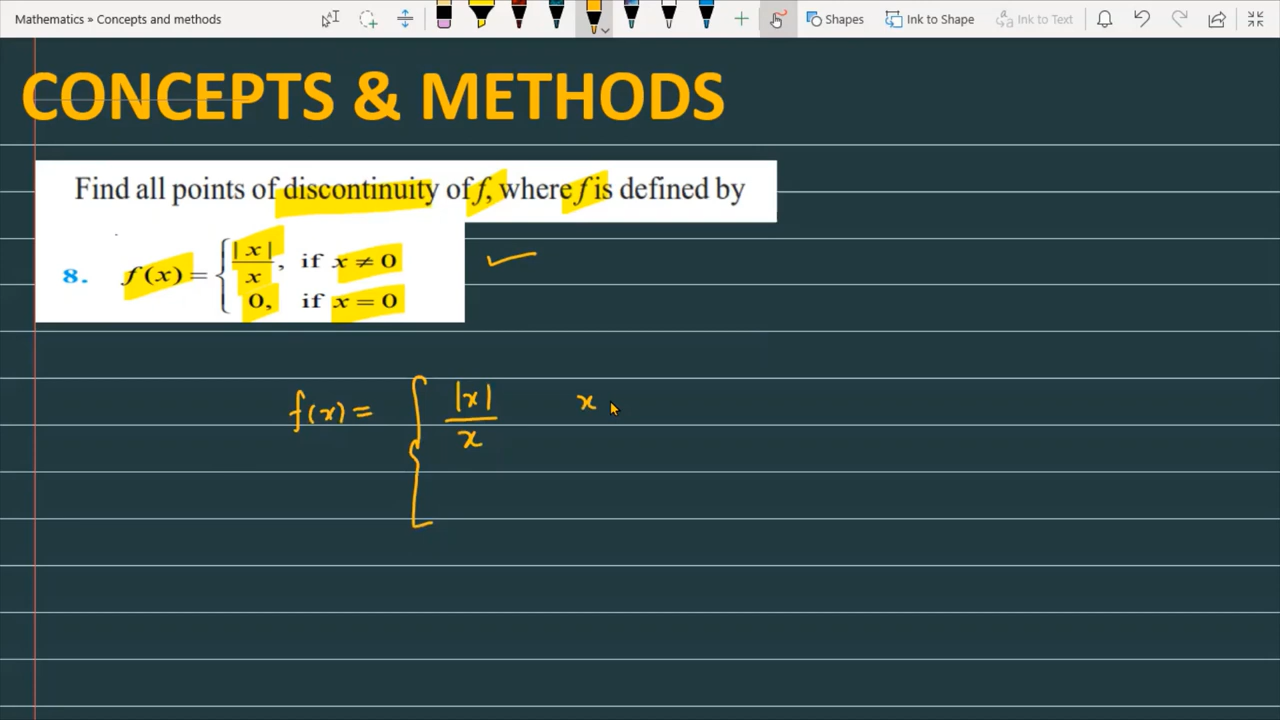 Mathematics » Concepts and methods
Shapes
Ink to Shape
Ink to Text
CONCEPTS & METHODS
Find all points of discontinuity of f, where f is defined by
8. f(x) = { |x|/x, if x ≠ 0
0, if x = 0
f(x) = { |x|/x x